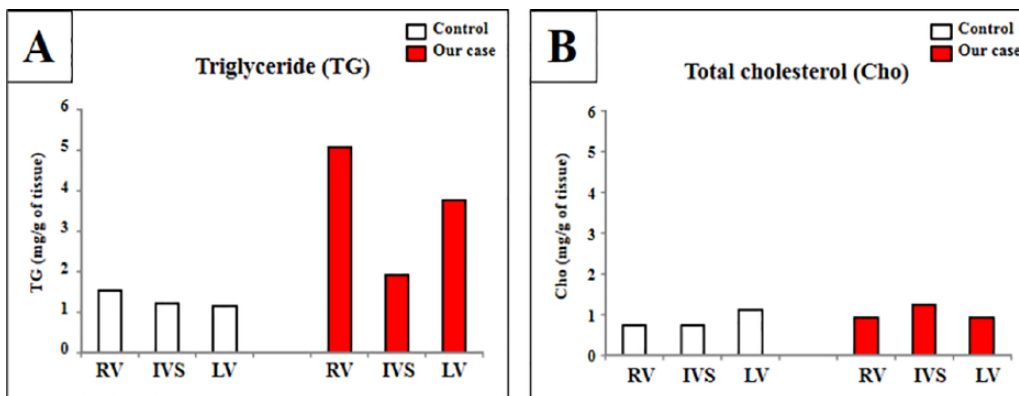 A
Control
Our case
Triglyceride (TG)
TG (mg/g of tissue)
6
5
4
3
2
1
0
RV IVS LV RV IVS LV
B
Control
Our case
Total cholesterol (Cho)
Cho (mg/g of tissue)
6
5
4
3
2
1
0
RV IVS LV RV IVS LV